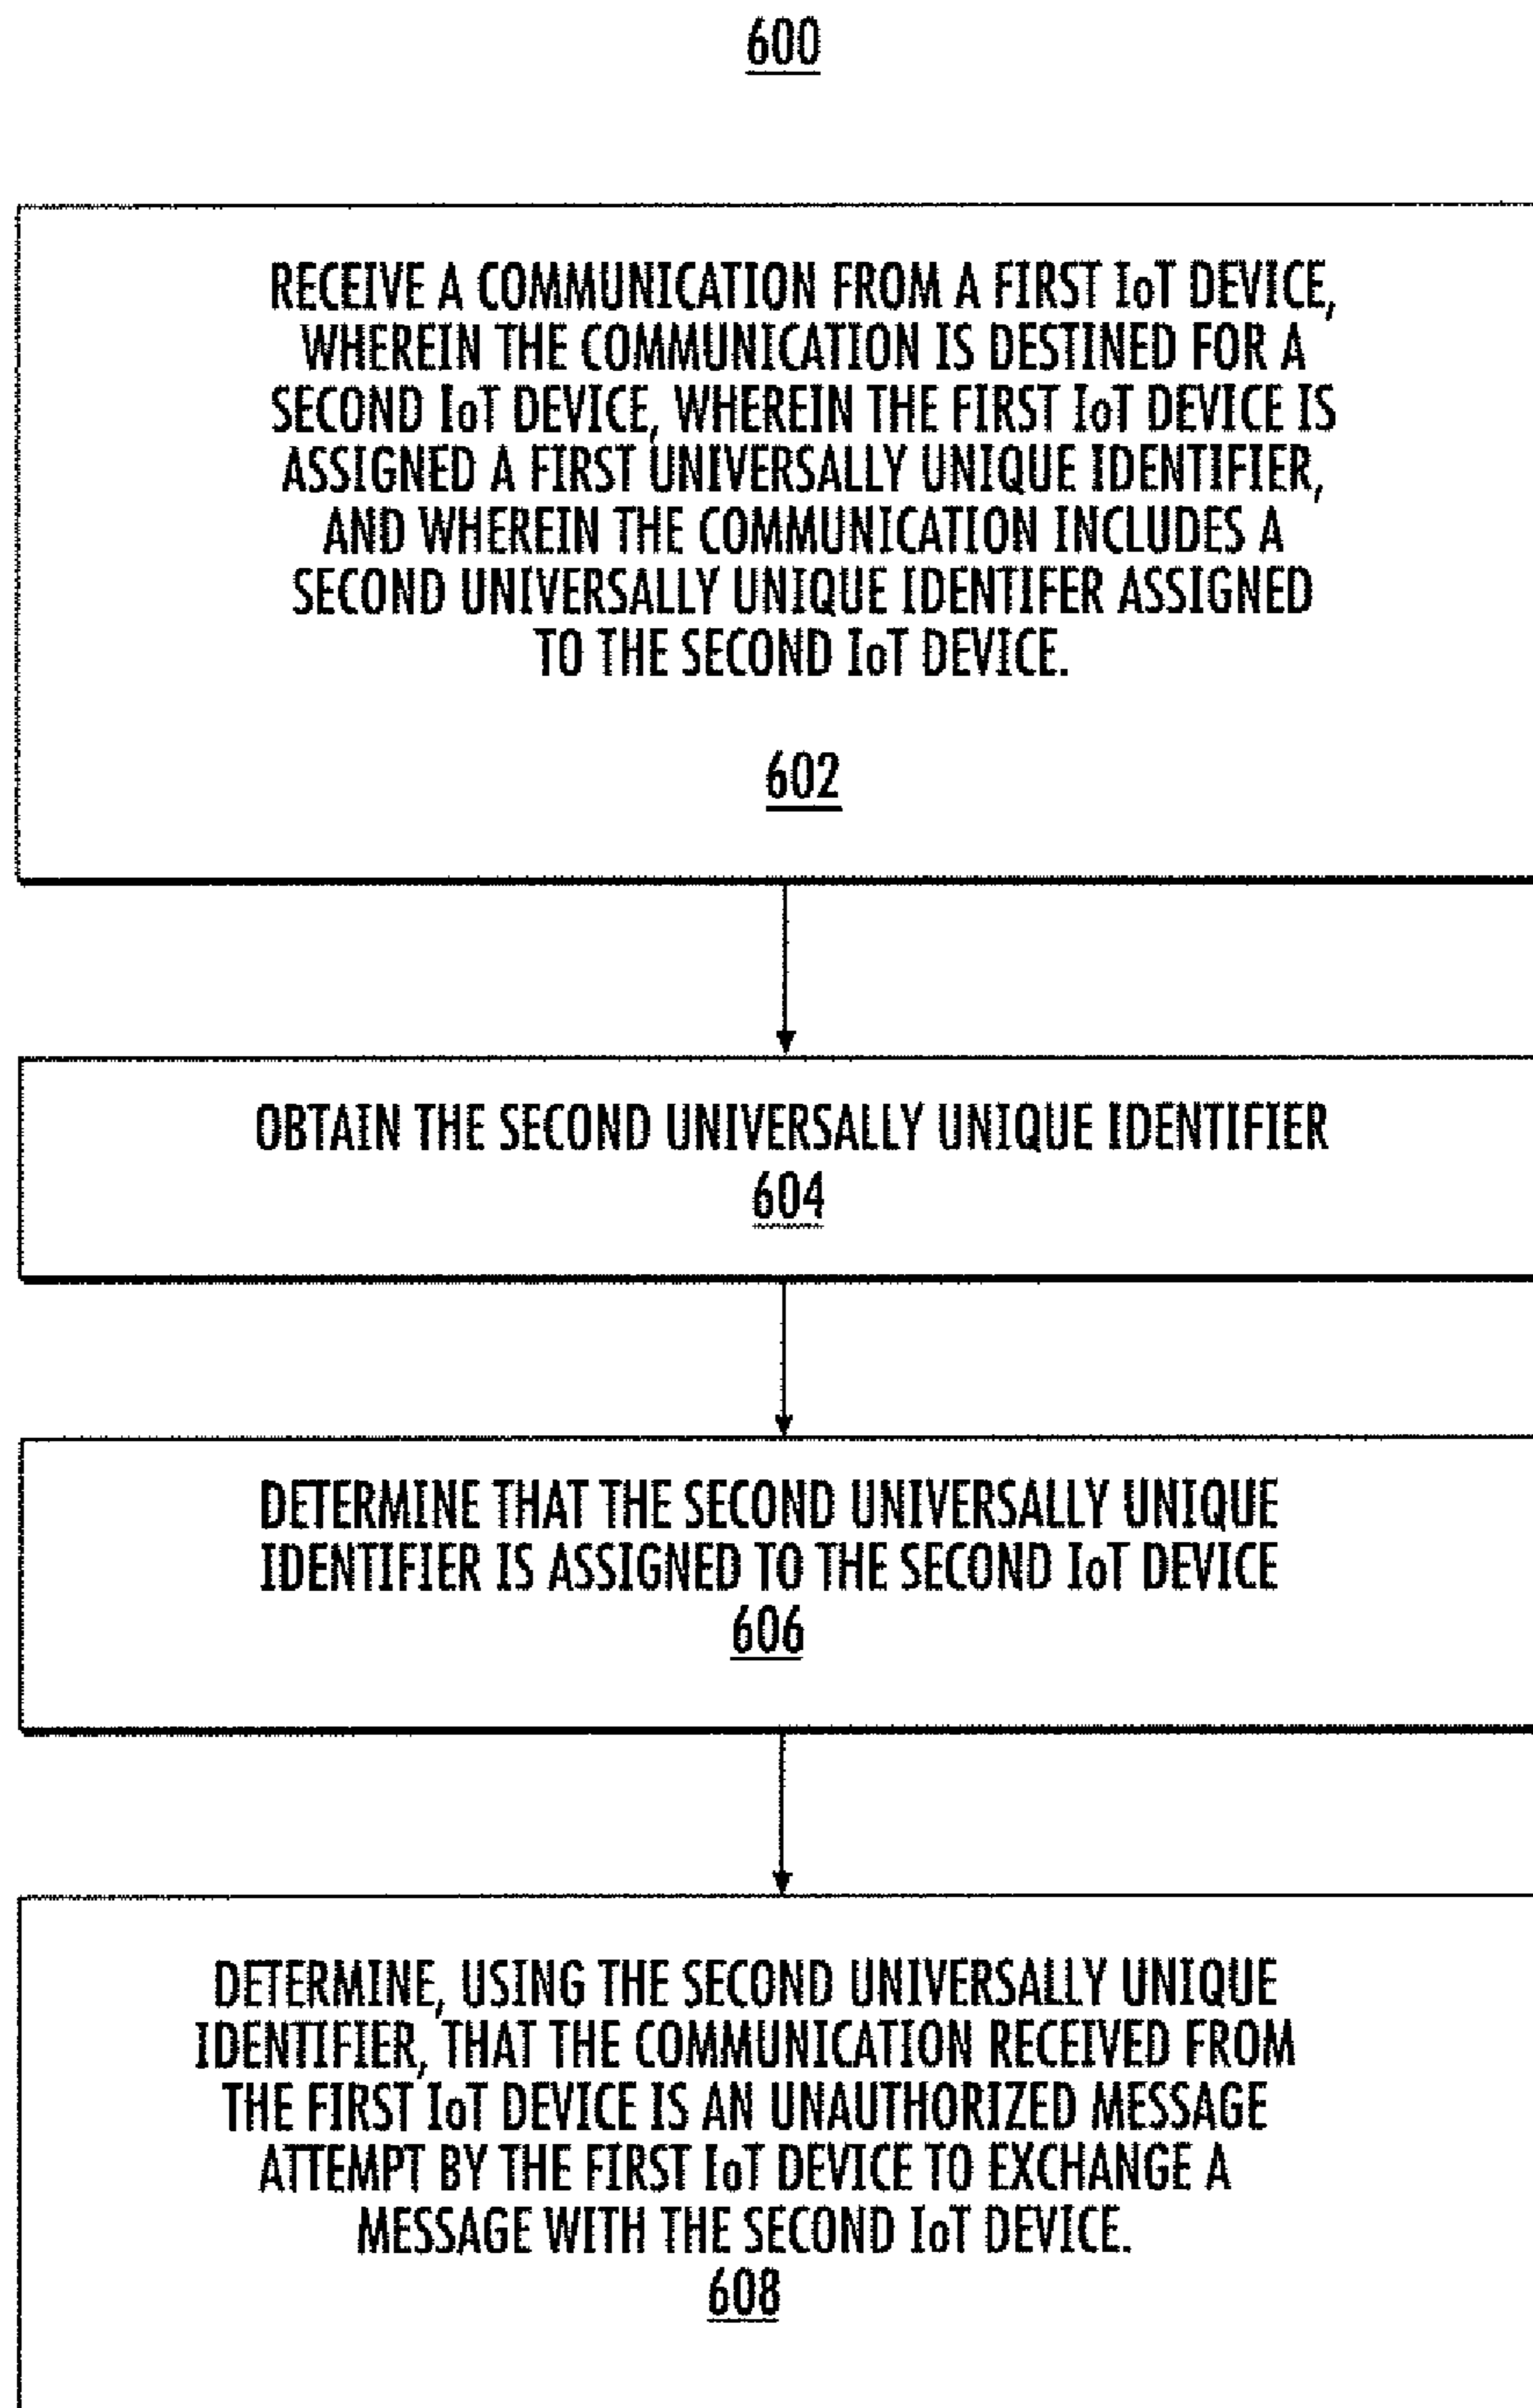 600
RECEIVE A COMMUNICATION FROM A FIRST IoT DEVICE,
WHEREIN THE COMMUNICATION IS DESTINED FOR A
SECOND IoT DEVICE, WHEREIN THE FIRST IoT DEVICE IS
ASSIGNED A FIRST UNIVERSALLY UNIQUE IDENTIFIER,
AND WHEREIN THE COMMUNICATION INCLUDES A
SECOND UNIVERSALLY UNIQUE IDENTIFER ASSIGNED
TO THE SECOND IoT DEVICE.
602
OBTAIN THE SECOND UNIVERSALLY UNIQUE IDENTIFIER
604
DETERMINE THAT THE SECOND UNIVERSALLY UNIQUE
IDENTIFIER IS ASSIGNED TO THE SECOND IoT DEVICE
606
DETERMINE, USING THE SECOND UNIVERSALLY UNIQUE
IDENTIFIER, THAT THE COMMUNICATION RECEIVED FROM
THE FIRST IoT DEVICE IS AN UNAUTHORIZED MESSAGE
ATTEMPT BY THE FIRST IoT DEVICE TO EXCHANGE A
MESSAGE WITH THE SECOND IoT DEVICE.
608